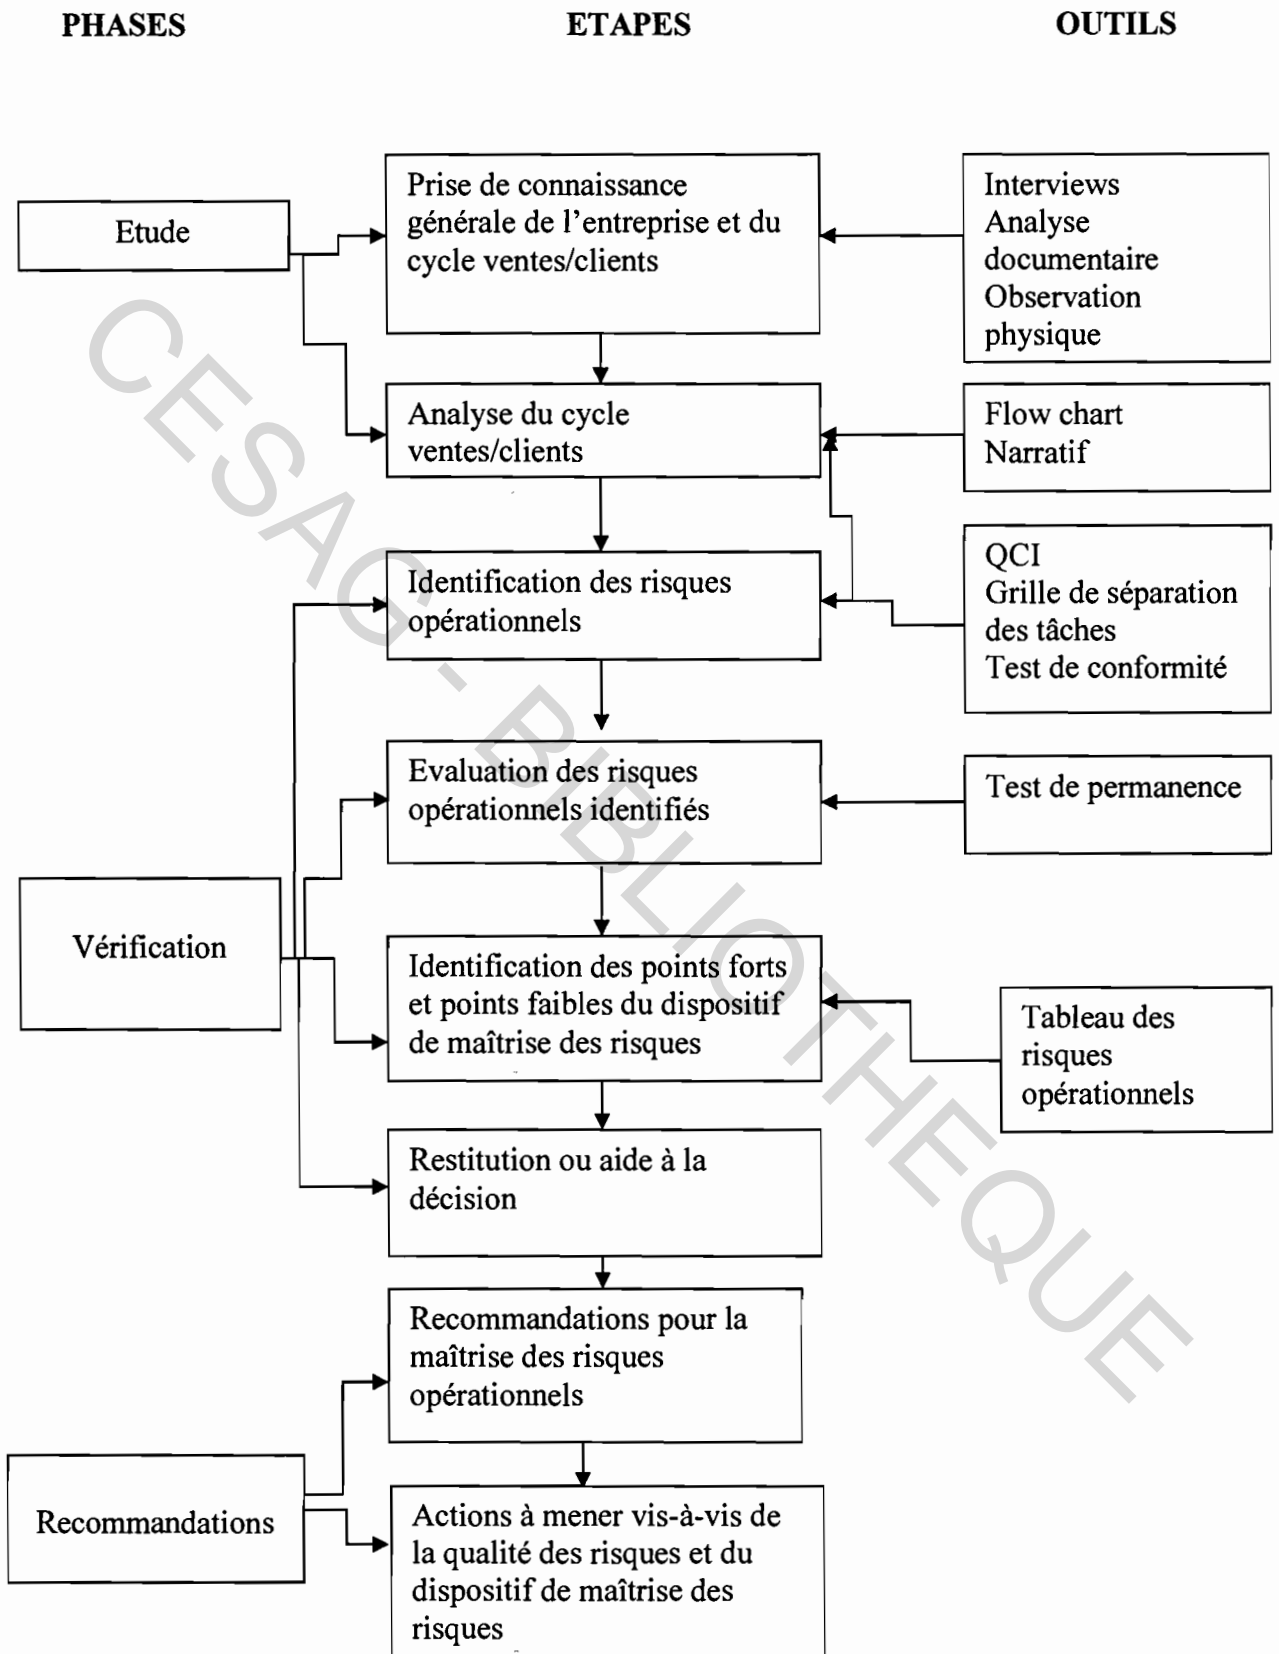 PHASES
ETAPES
OUTILS
Etude
Prise de connaissance
générale de l'entreprise et du
cycle ventes/clients
Interviews
Analyse
documentaire
Observation
physique
Analyse du cycle
ventes/clients
Flow chart
Narratif
Identification des risques
opérationnels
QCI
Grille de séparation
des tâches
Test de conformité
Evaluation des risques
opérationnels identifiés
Test de permanence
Vérification
Identification des points forts
et points faibles du dispositif
de maîtrise des risques
Tableau des
risques
opérationnels
Restitution ou aide à la
décision
Recommandations pour la
maîtrise des risques
opérationnels
Recommandations
Actions à mener vis-à-vis de
la qualité des risques et du
dispositif de maîtrise des
risques
CESAG - BIBLIOTHEQUE